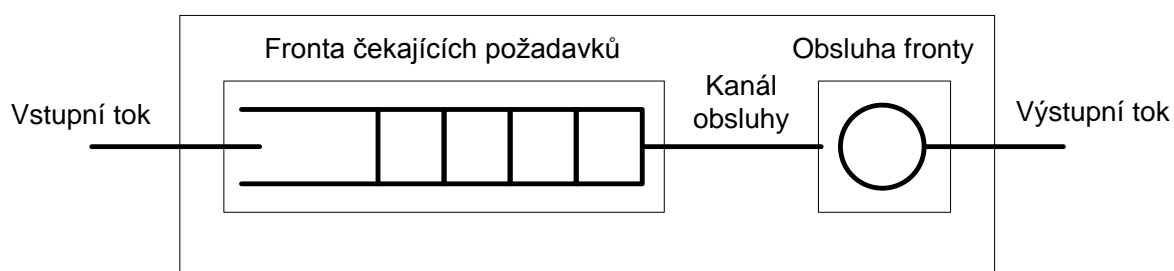 Fronta čekajících požadavků
Obsluha fronty
Vstupní tok
Kanál
obsluhy
Výstupní tok